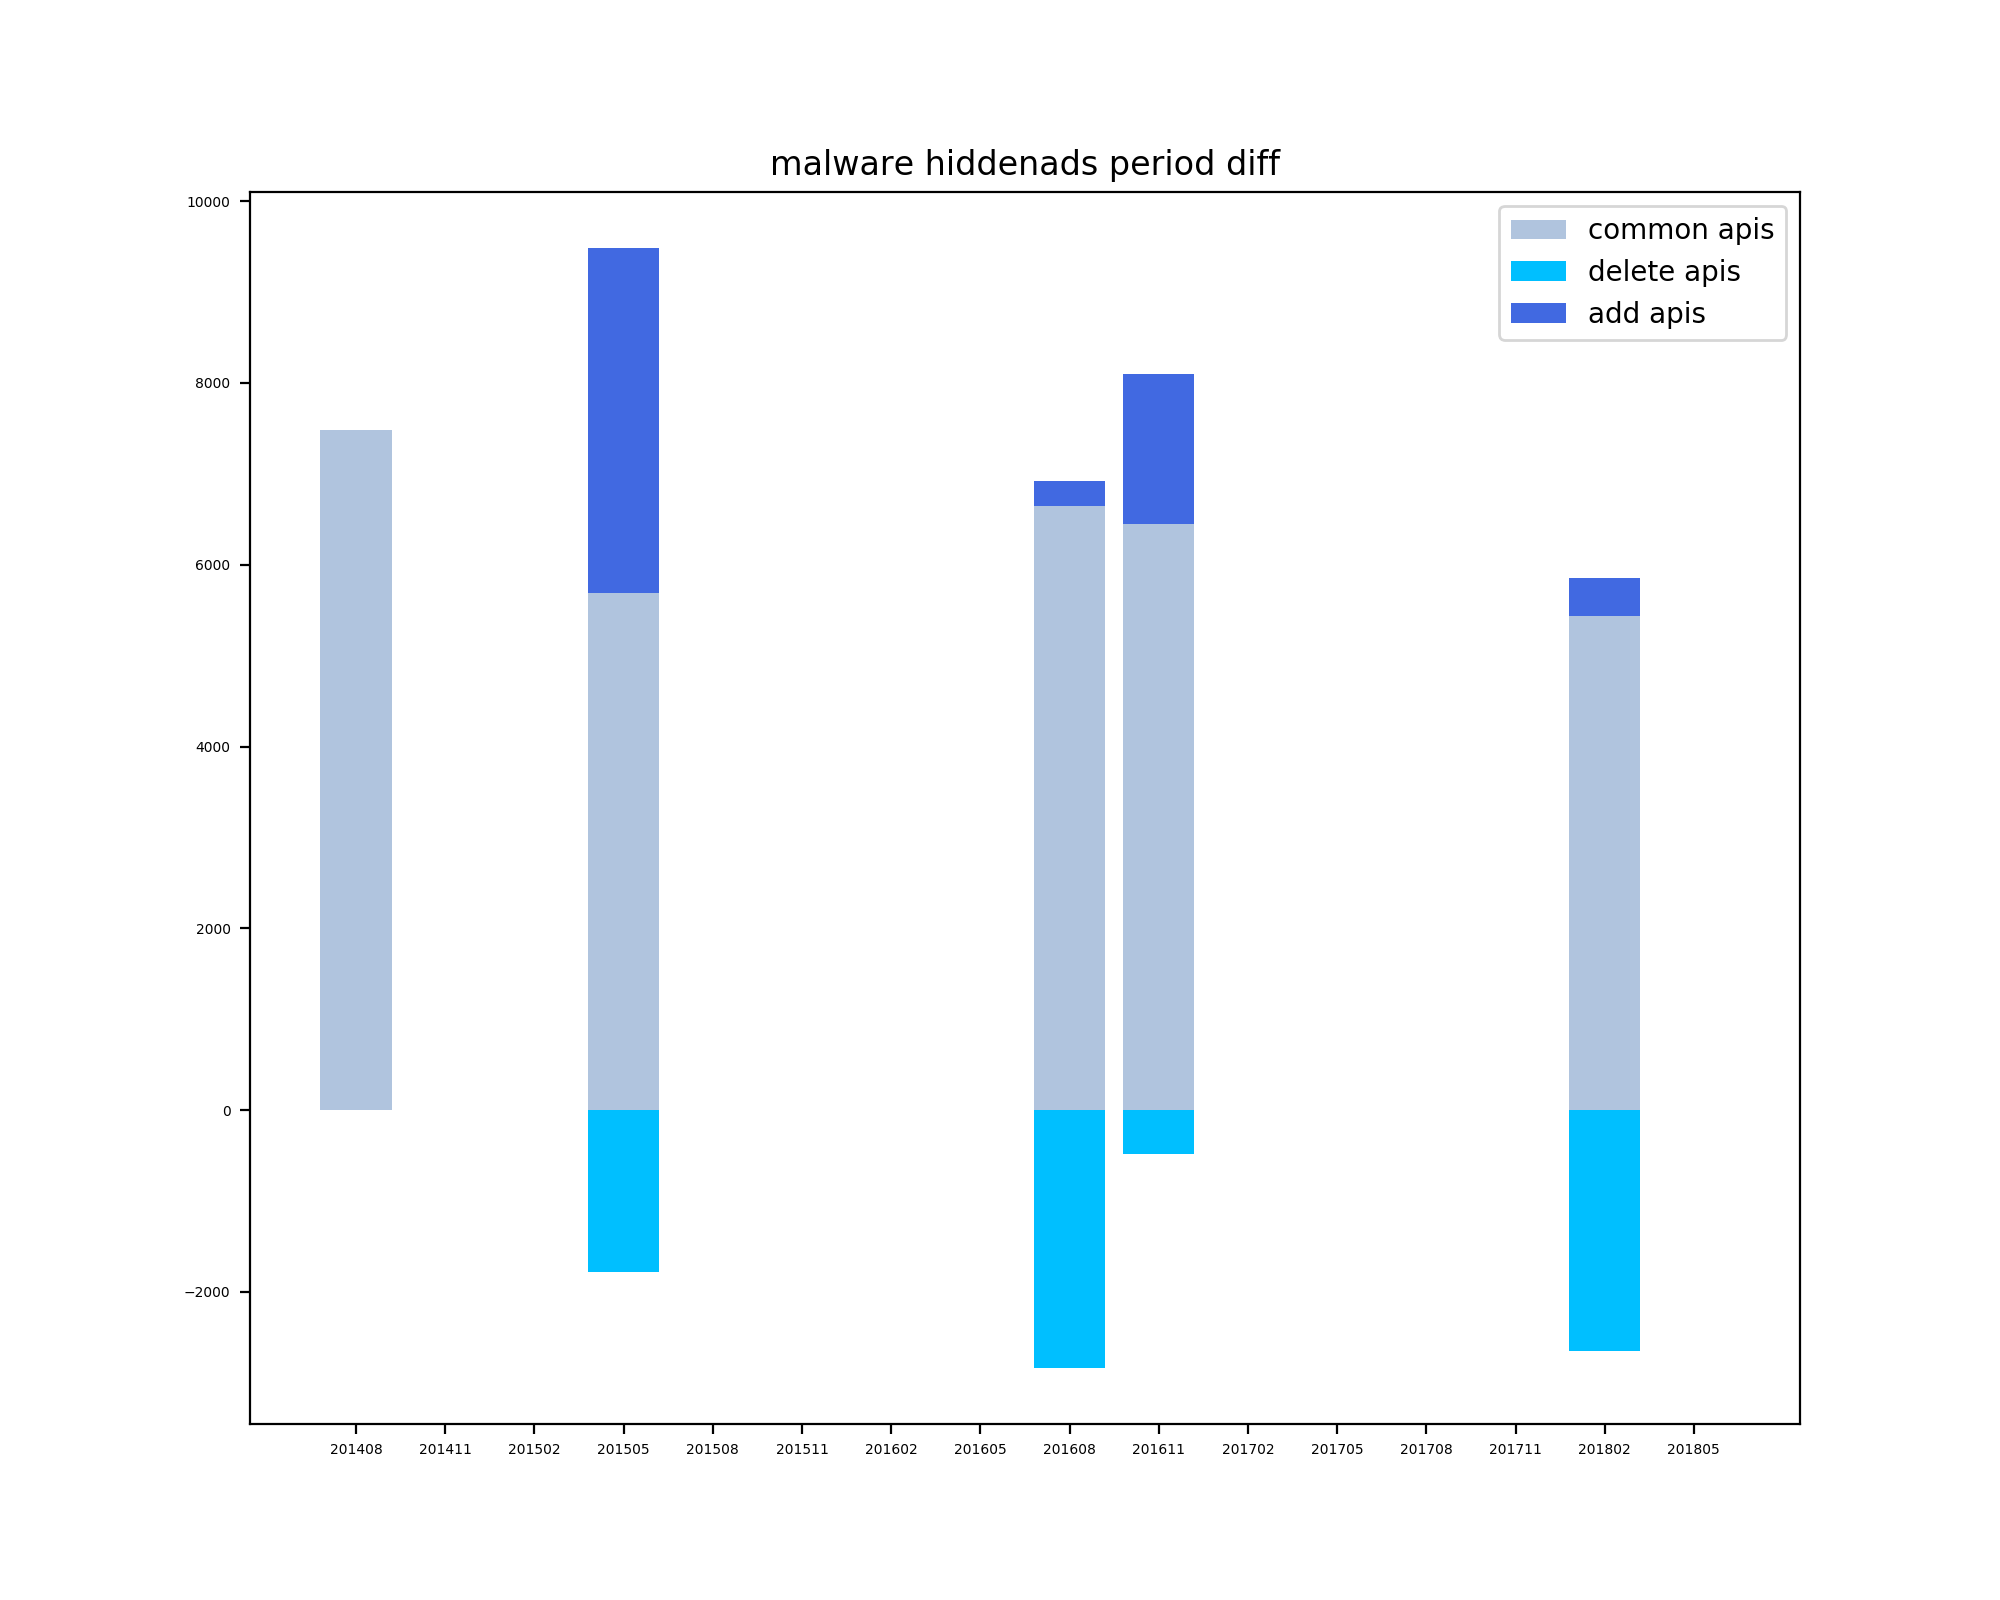 malware hiddenads period diff
10000
8000
6000
4000
2000
0
−2000
common apis
delete apis
add apis
201408 201411 201502 201505 201508 201511 201602 201605 201608 201611 201702 201705 201708 201711 201802 201805